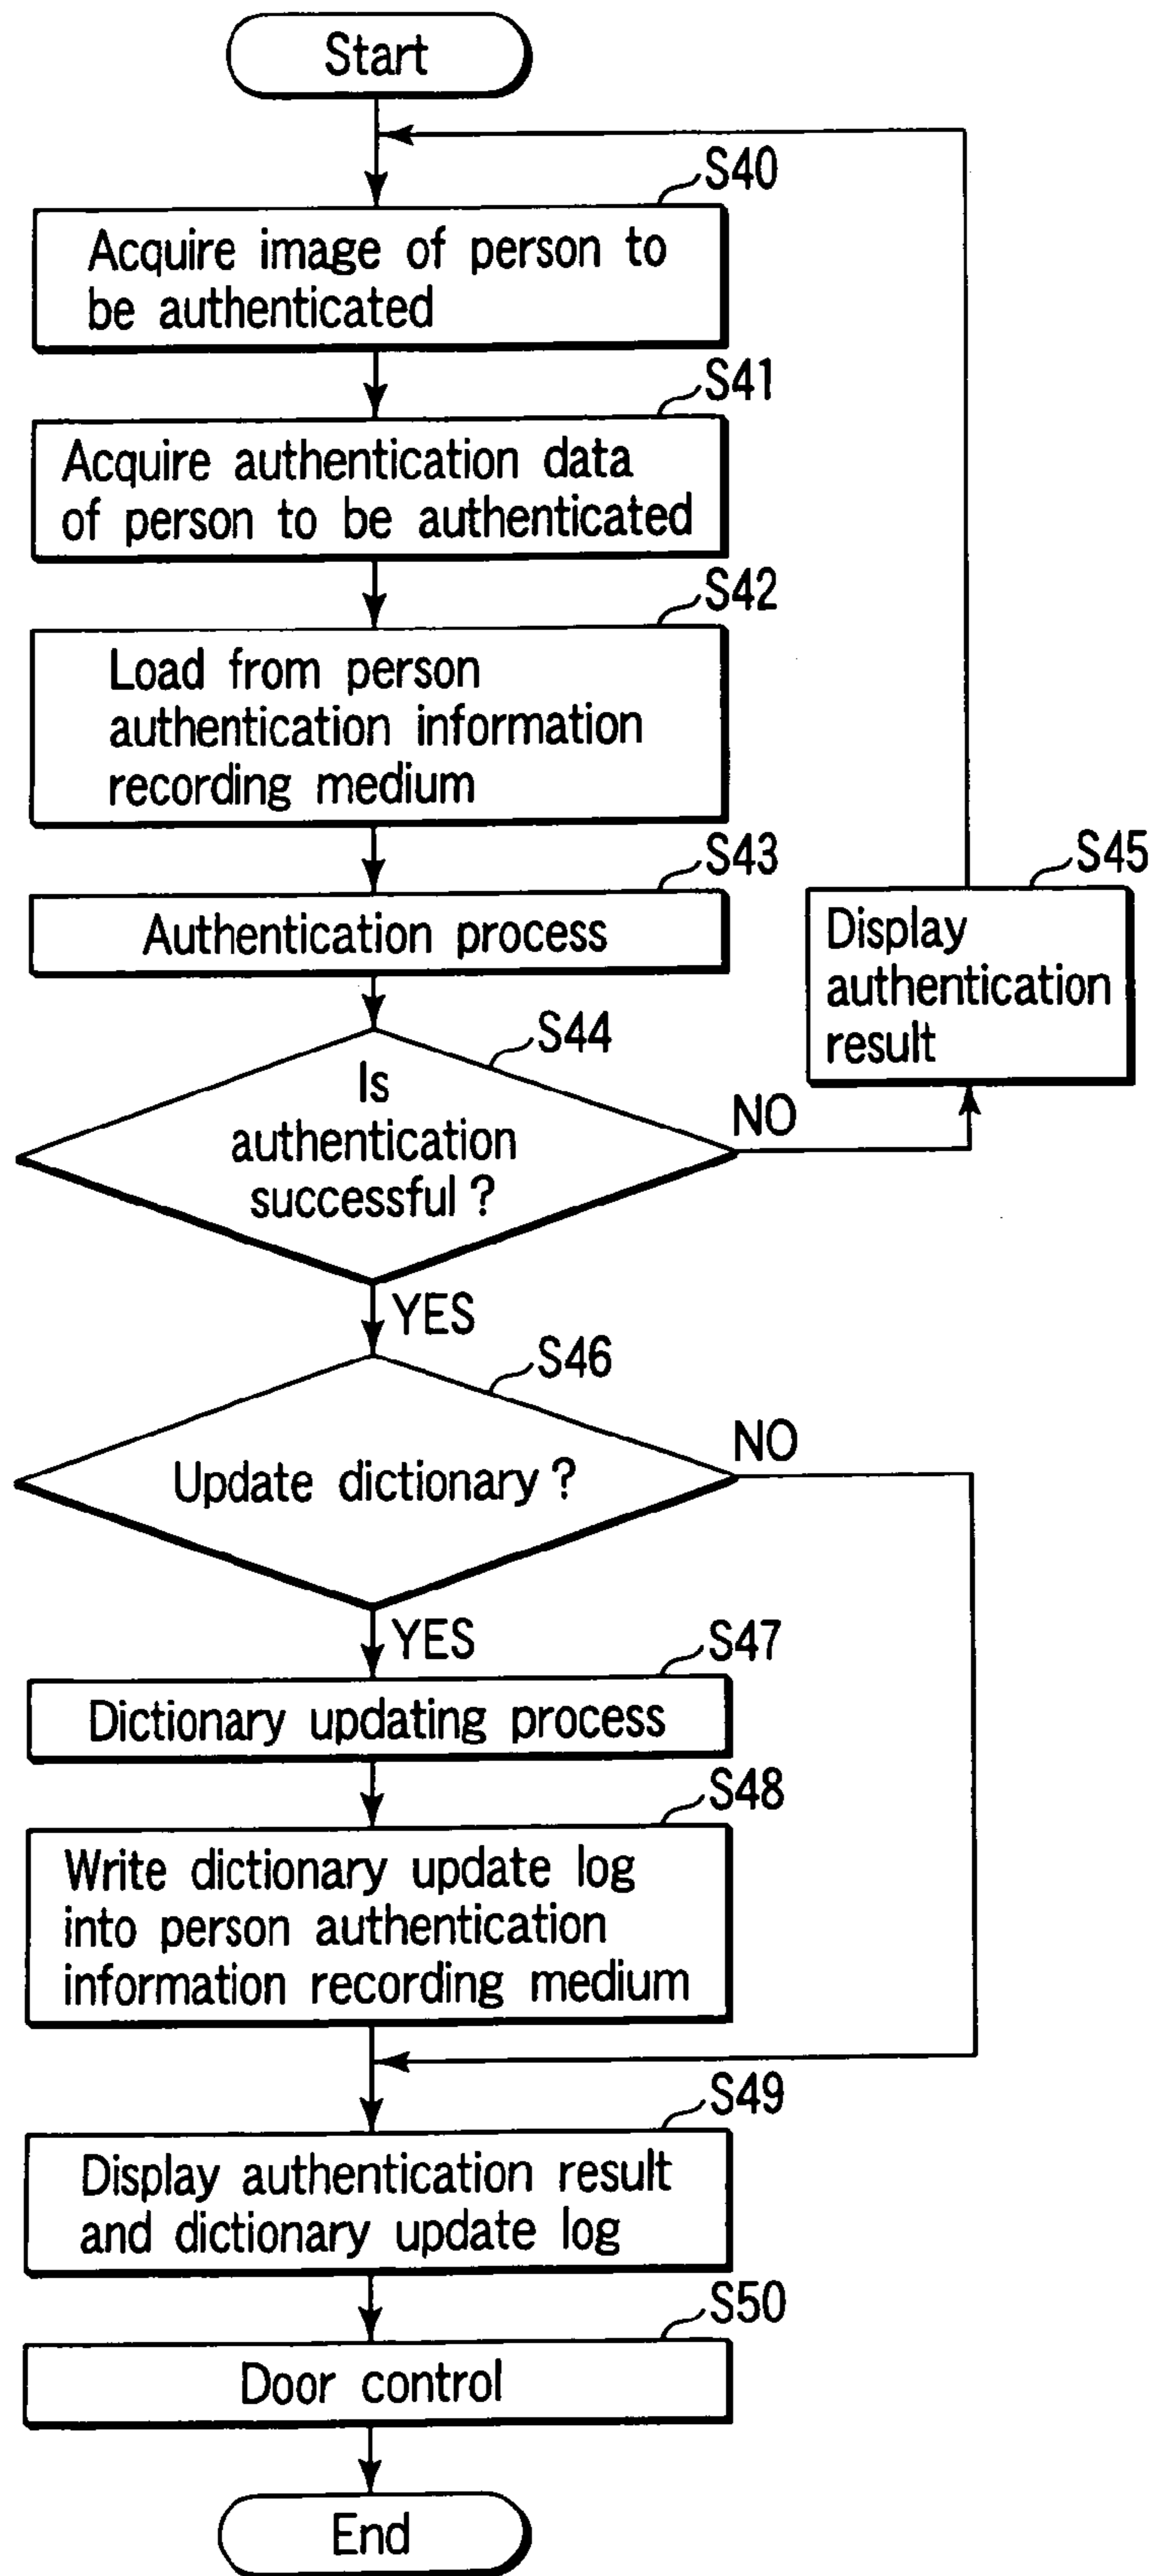 Start
S40
Acquire image of person to
be authenticated
S41
Acquire authentication data
of person to be authenticated
S42
Load from person
authentication information
recording medium
S43
Authentication process
S45
Display
authentication
result
S44
Is
authentication
successful ?
NO
YES
S46
Update dictionary ?
NO
YES
S47
Dictionary updating process
S48
Write dictionary update log
into person authentication
information recording medium
S49
Display authentication result
and dictionary update log
S50
Door control
End